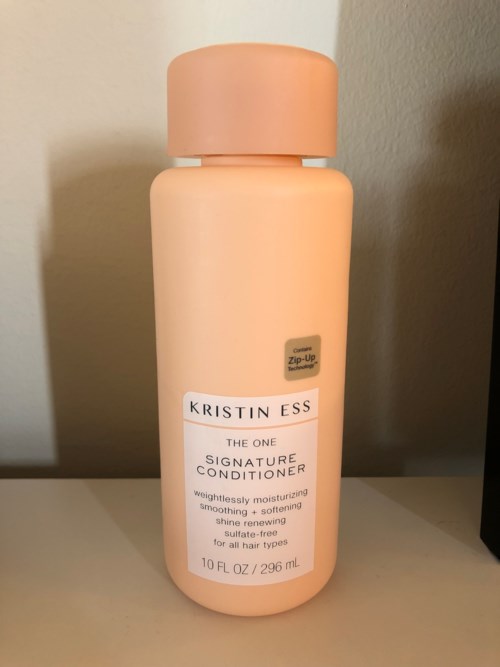 Contains
Zip-Up
Technology™
KRISTIN ESS
THE ONE
SIGNATURE
CONDITIONER
weightlessly moisturizing
smoothing + softening
shine renewing
sulfate-free
for all hair types
10 FL OZ / 296 mL